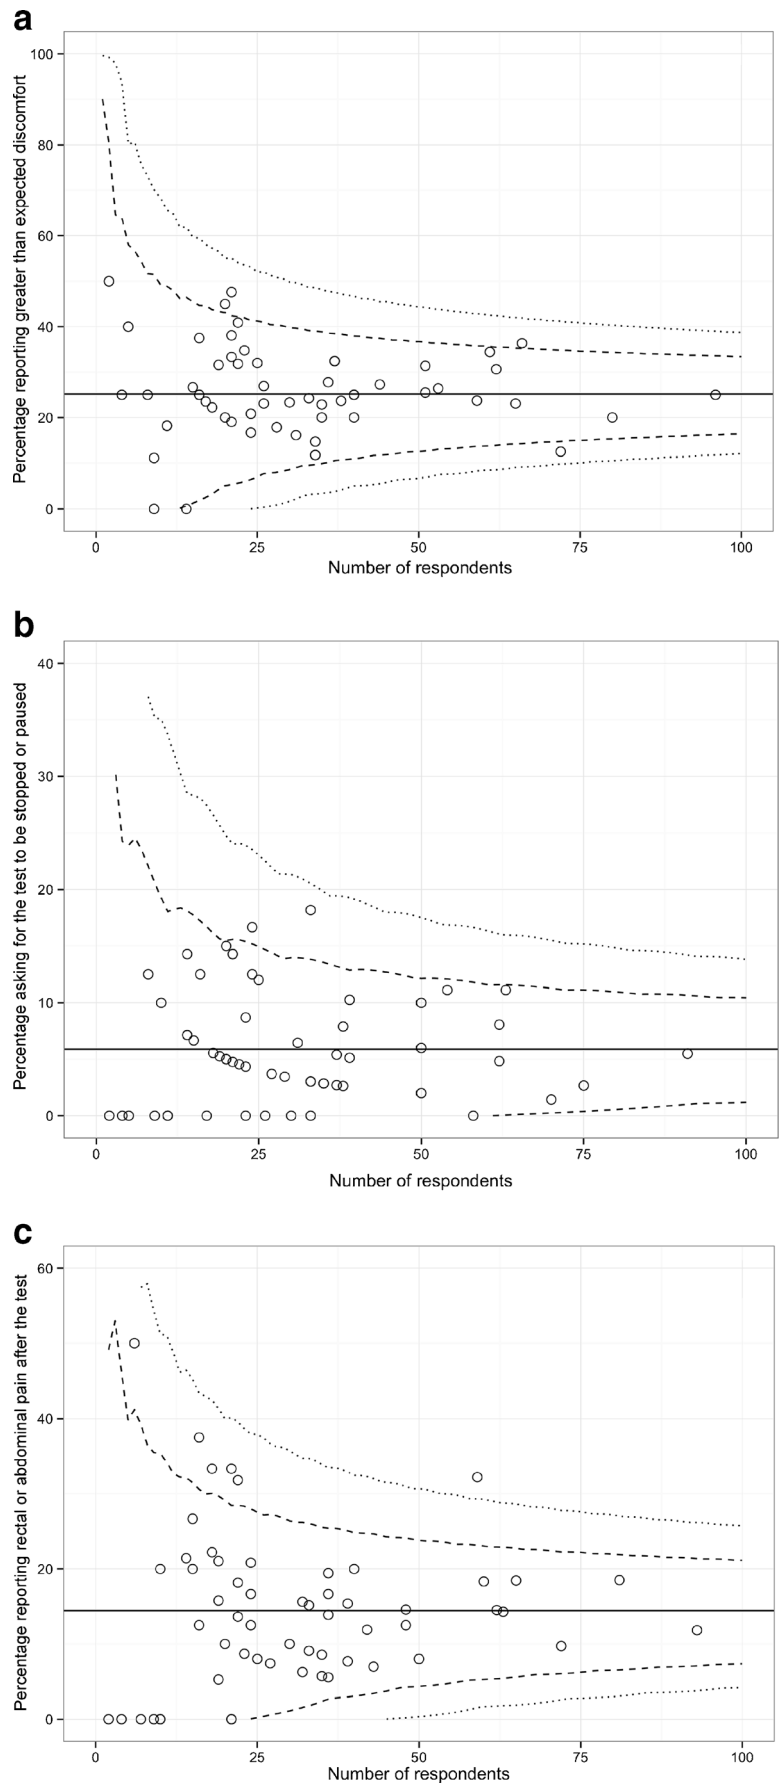 a
Percentage reporting greater than expected discomfort
100
80
60
40
20
0
0 25 50 75 100
Number of respondents
b
Percentage asking for the test to be stopped or paused
40
30
20
10
0
0 25 50 75 100
Number of respondents
c
Percentage reporting rectal or abdominal pain after the test
60
40
20
0
0 25 50 75 100
Number of respondents